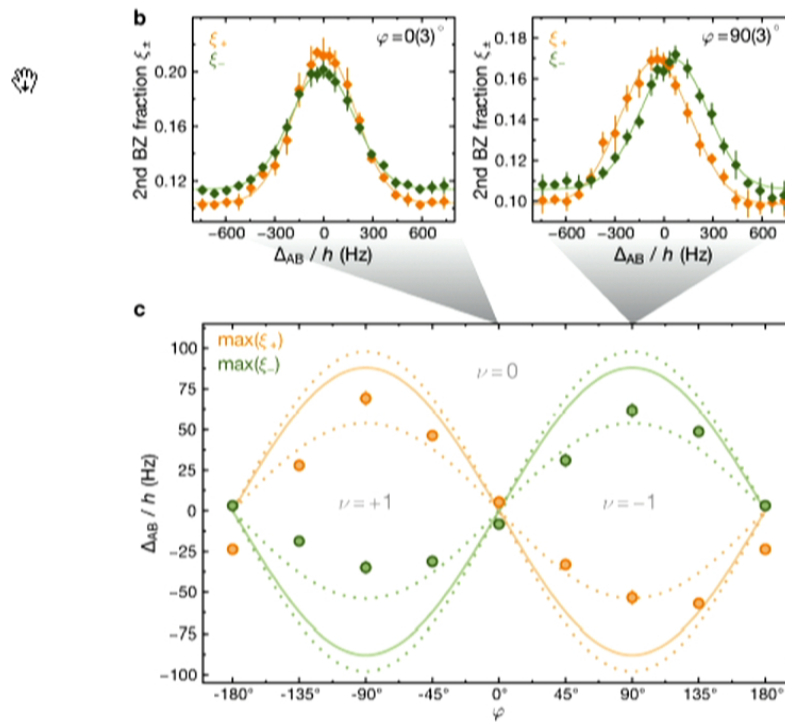 b
ξ+
ξ−
φ=0(3)°
2nd BZ fraction ξ±
0.20
0.16
0.12
−600 −300 0 300 600
Δ_AB / h (Hz)
ξ+
ξ−
φ=90(3)°
2nd BZ fraction ξ±
0.18
0.16
0.14
0.12
0.10
−600 −300 0 300 600
Δ_AB / h (Hz)
c
max(ξ+)
max(ξ−)
ν=0
ν=+1
ν=−1
Δ_AB / h (Hz)
100
75
50
25
0
−25
−50
−75
−100
-180° -135° -90° -45° 0° 45° 90° 135° 180°
φ